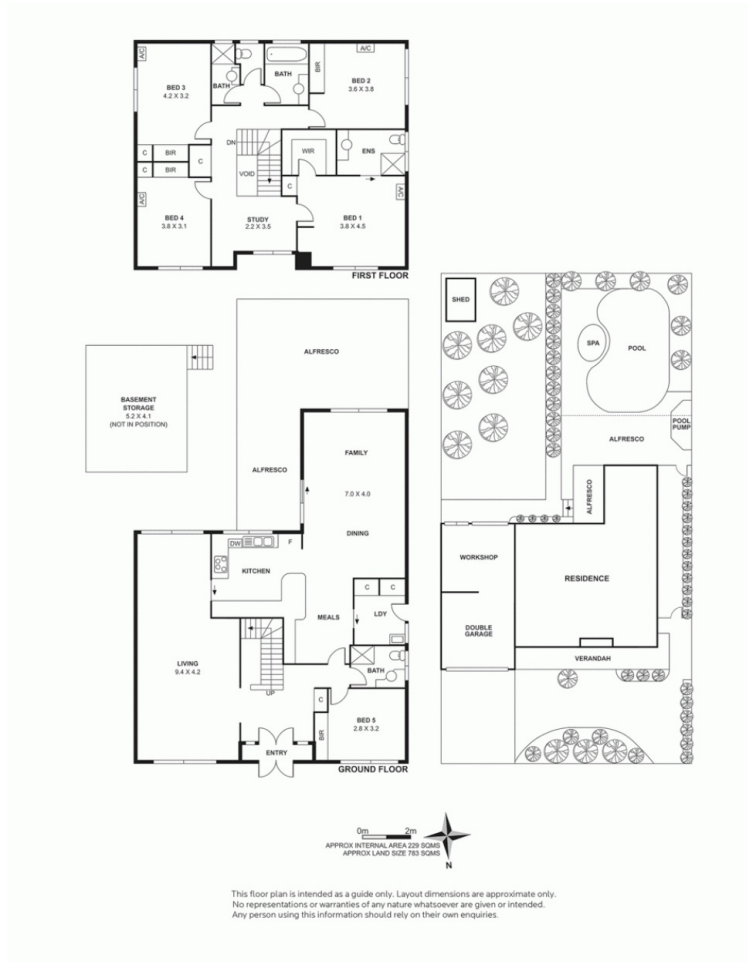 A/C
BED 3
4.2 X 3.2
BATH
BATH
BIR
A/C
BED 2
3.6 X 3.8
DN
C
BIR
C
BIR
C
VOID
WIR
ENS
C
A/C
A/C
BED 4
3.8 X 3.1
STUDY
2.2 X 3.5
BED 1
3.8 X 4.5
FIRST FLOOR
ALFRESCO
BASEMENT
STORAGE
5.2 X 4.1
(NOT IN POSITION)
ALFRESCO
FAMILY
7.0 X 4.0
DINING
DW
F
KITCHEN
MEALS
C
C
LDY
LIVING
9.4 X 4.2
UP
BATH
C
BIR
BED 5
2.8 X 3.2
ENTRY
GROUND FLOOR
SHED
SPA
POOL
POOL
PUMP
ALFRESCO
ALFRESCO
WORKSHOP
RESIDENCE
DOUBLE
GARAGE
VERANDAH
0m 2m
APPROX INTERNAL AREA 229 SQMS
APPROX LAND SIZE 783 SQMS
N
This floor plan is intended as a guide only. Layout dimensions are approximate only.
No representations or warranties of any nature whatsoever are given or intended.
Any person using this information should rely on their own enquiries.